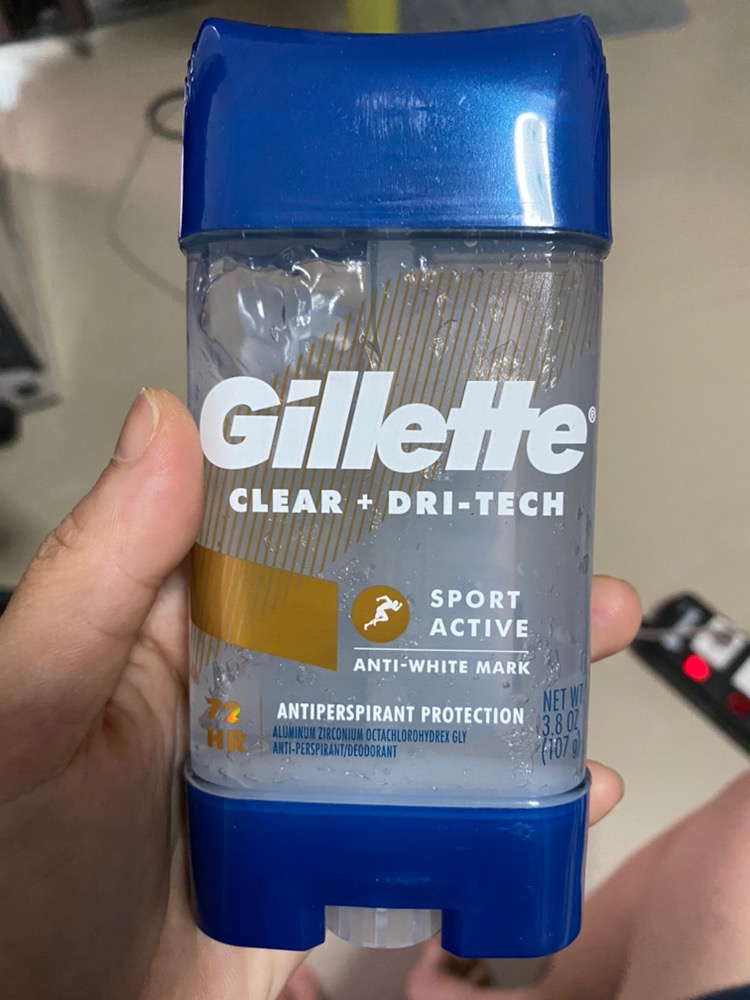 Gillette®
CLEAR + DRI-TECH
SPORT
ACTIVE
ANTI-WHITE MARK
72
HR
ANTIPERSPIRANT PROTECTION
ALUMINUM ZIRCONIUM OCTACHLOROHYDREX GLY
ANTI-PERSPIRANT/DEODORANT
NET WT
3.8 OZ
(107 g)